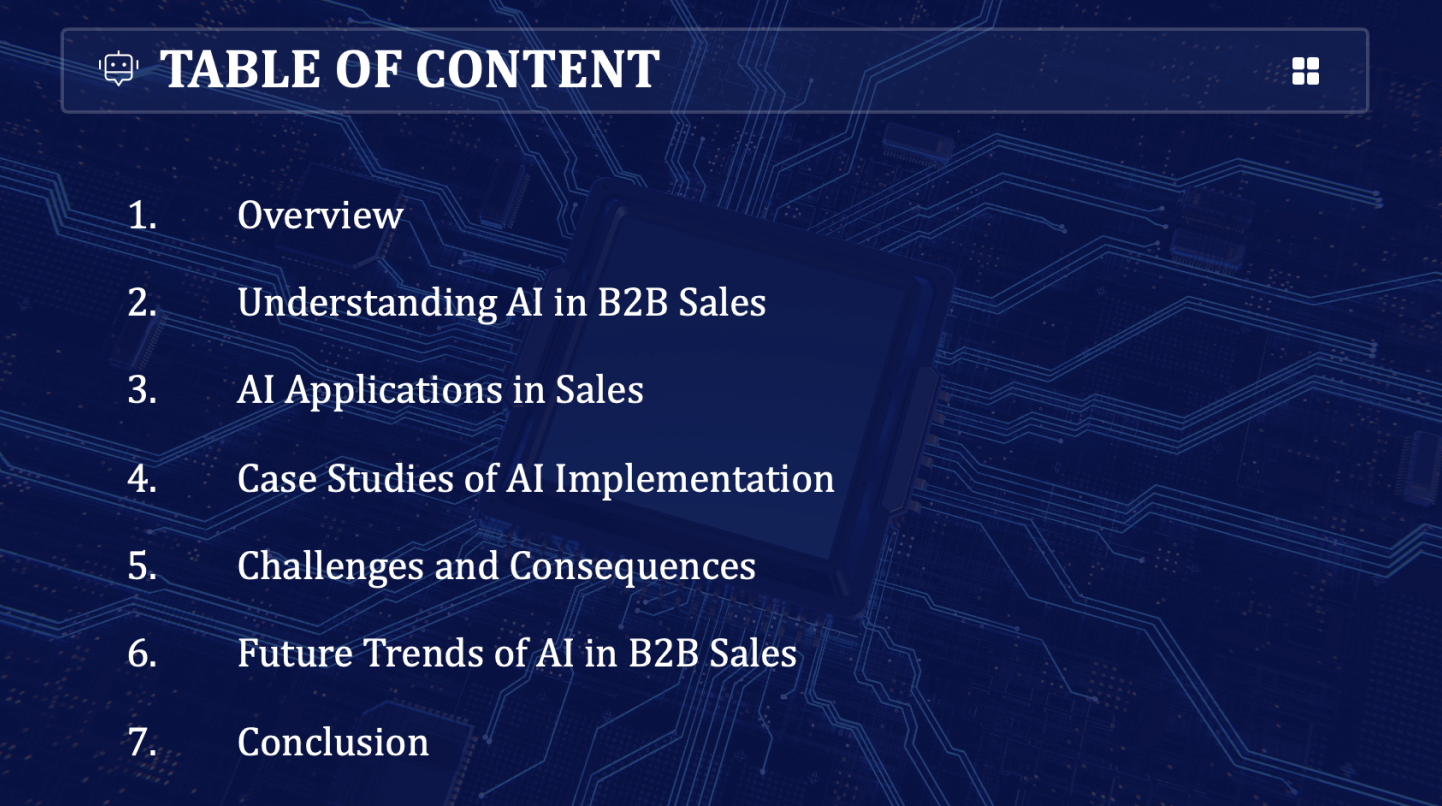 TABLE OF CONTENT
1. Overview
2. Understanding AI in B2B Sales
3. AI Applications in Sales
4. Case Studies of AI Implementation
5. Challenges and Consequences
6. Future Trends of AI in B2B Sales
7. Conclusion